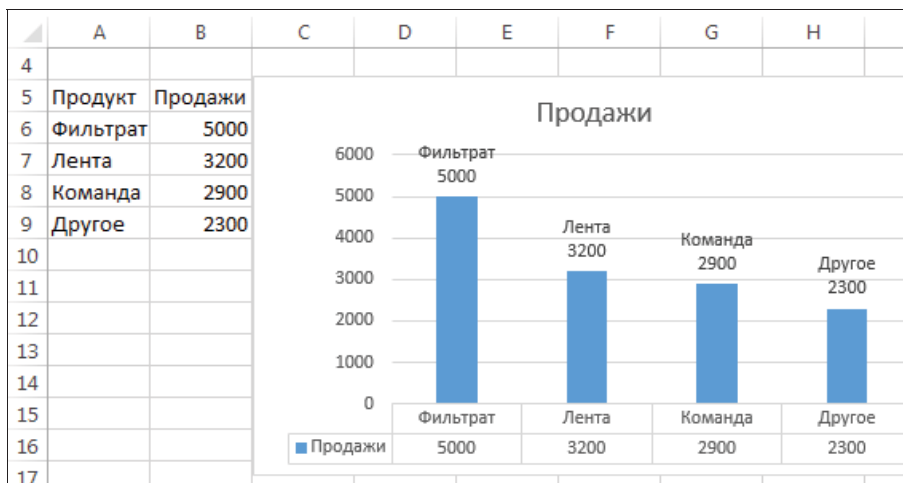 A B C D E F G H
4
5 Продукт Продажи
6 Фильтрат 5000
7 Лента 3200
8 Команда 2900
9 Другое 2300
10
11
12
13
14
15
16
17
Продажи
6000
5000
4000
3000
2000
1000
0
Фильтрат
5000
Лента
3200
Команда
2900
Другое
2300
Фильтрат Лента Команда Другое
Продажи 5000 3200 2900 2300